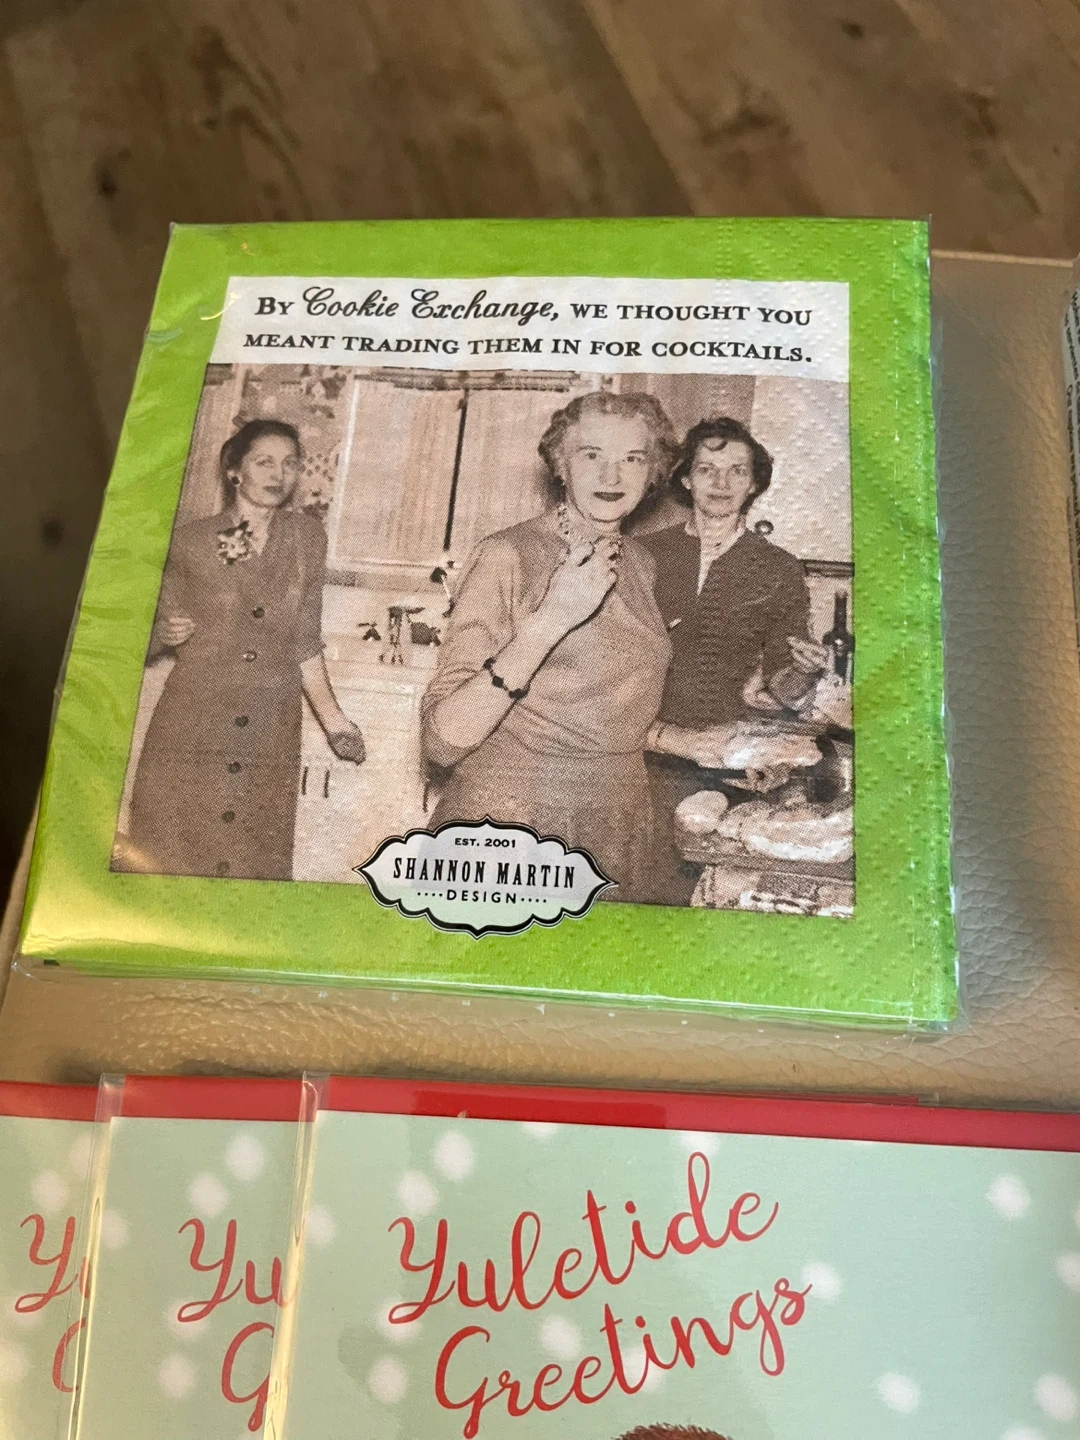 By Cookie Exchange, we thought you
meant trading them in for cocktails.
EST. 2001
SHANNON MARTIN
DESIGN
Yuletide
Greetings
Yu
G
Y
G